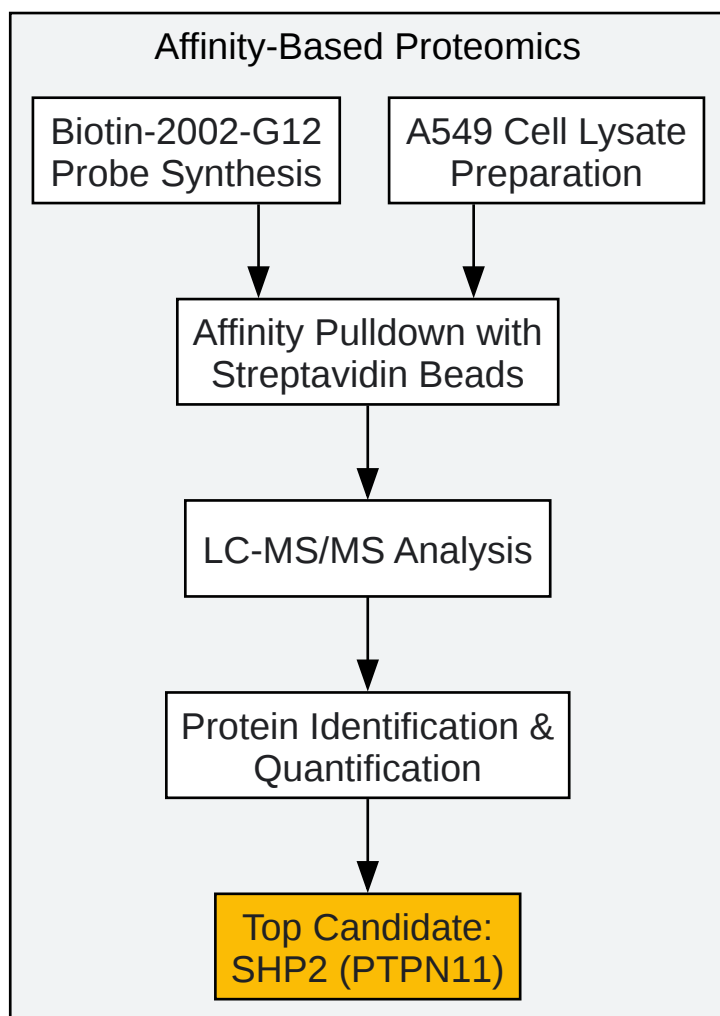 Affinity-Based Proteomics
Biotin-2002-G12
Probe Synthesis
A549 Cell Lysate
Preparation
Affinity Pulldown with
Streptavidin Beads
LC-MS/MS Analysis
Protein Identification &
Quantification
Top Candidate:
SHP2 (PTPN11)